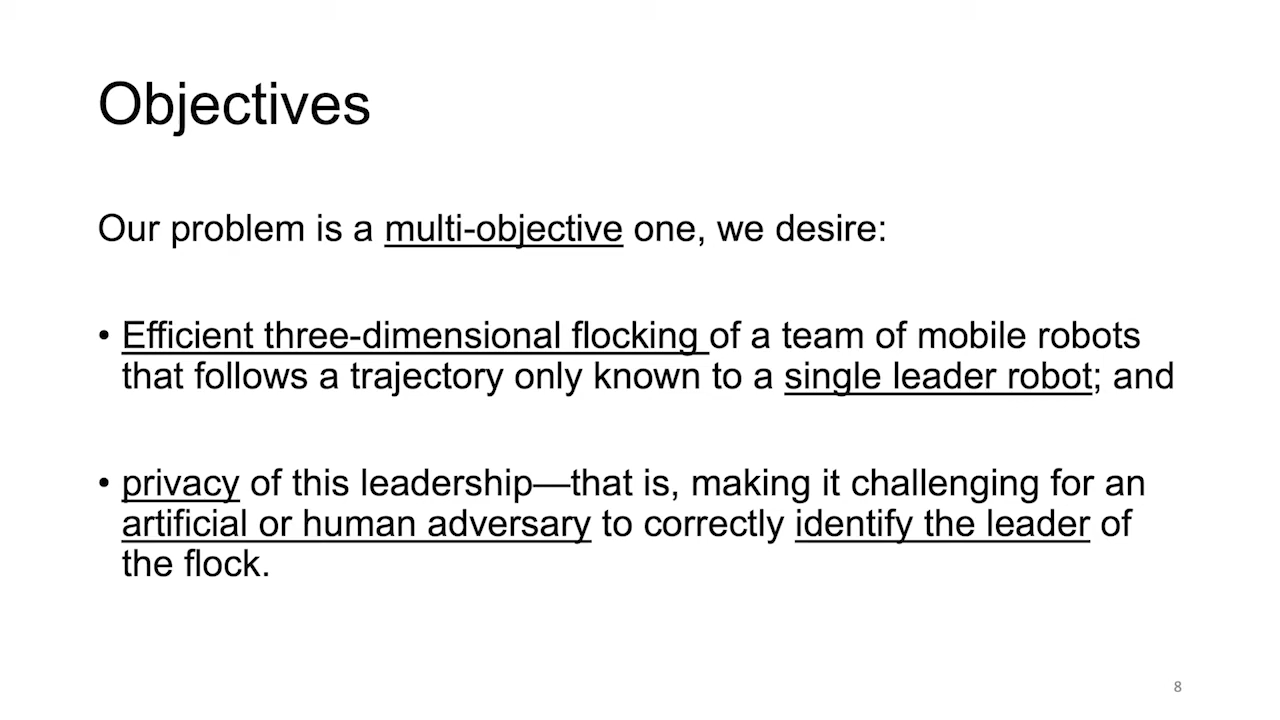 Objectives
Our problem is a multi-objective one, we desire:
• Efficient three-dimensional flocking of a team of mobile robots
that follows a trajectory only known to a single leader robot; and
• privacy of this leadership—that is, making it challenging for an
artificial or human adversary to correctly identify the leader of
the flock.
8